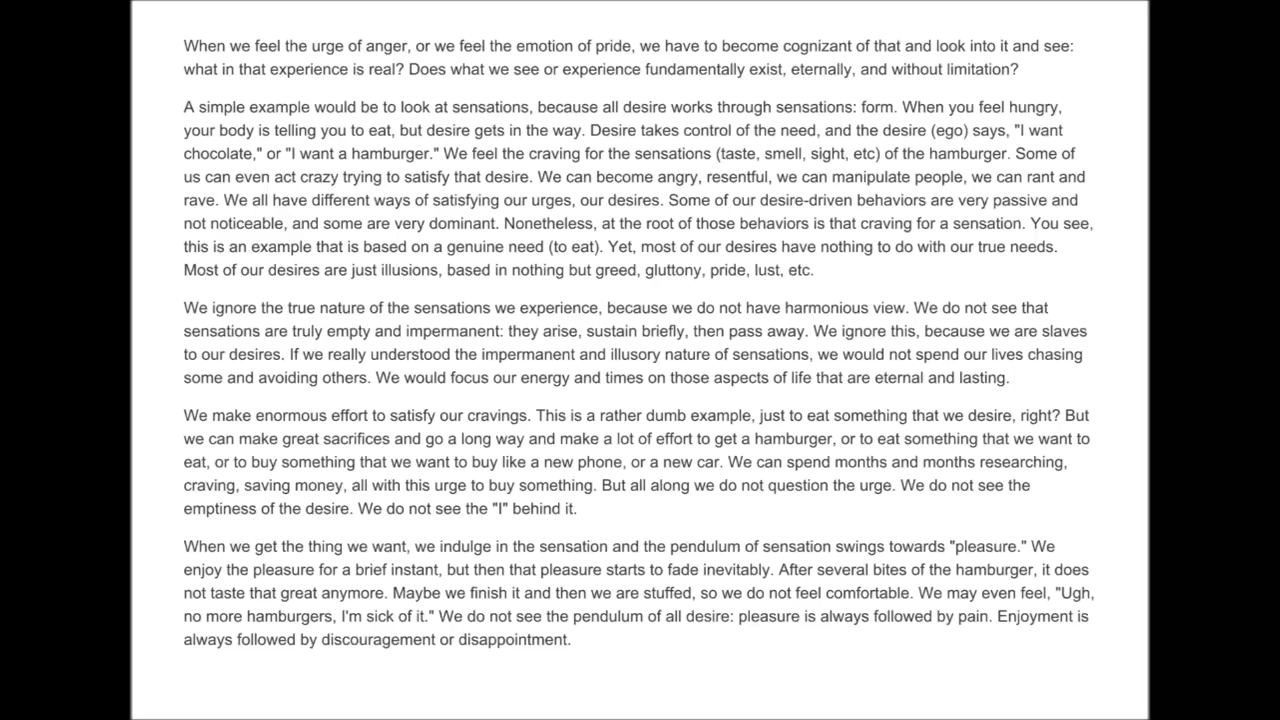 When we feel the urge of anger, or we feel the emotion of pride, we have to become cognizant of that and look into it and see:
what in that experience is real? Does what we see or experience fundamentally exist, eternally, and without limitation?
A simple example would be to look at sensations, because all desire works through sensations: form. When you feel hungry,
your body is telling you to eat, but desire gets in the way. Desire takes control of the need, and the desire (ego) says, "I want
chocolate," or "I want a hamburger." We feel the craving for the sensations (taste, smell, sight, etc) of the hamburger. Some of
us can even act crazy trying to satisfy that desire. We can become angry, resentful, we can manipulate people, we can rant and
rave. We all have different ways of satisfying our urges, our desires. Some of our desire-driven behaviors are very passive and
not noticeable, and some are very dominant. Nonetheless, at the root of those behaviors is that craving for a sensation. You see,
this is an example that is based on a genuine need (to eat). Yet, most of our desires have nothing to do with our true needs.
Most of our desires are just illusions, based in nothing but greed, gluttony, pride, lust, etc.
We ignore the true nature of the sensations we experience, because we do not have harmonious view. We do not see that
sensations are truly empty and impermanent: they arise, sustain briefly, then pass away. We ignore this, because we are slaves
to our desires. If we really understood the impermanent and illusory nature of sensations, we would not spend our lives chasing
some and avoiding others. We would focus our energy and times on those aspects of life that are eternal and lasting.
We make enormous effort to satisfy our cravings. This is a rather dumb example, just to eat something that we desire, right? But
we can make great sacrifices and go a long way and make a lot of effort to get a hamburger, or to eat something that we want to
eat, or to buy something that we want to buy like a new phone, or a new car. We can spend months and months researching,
craving, saving money, all with this urge to buy something. But all along we do not question the urge. We do not see the
emptiness of the desire. We do not see the "I" behind it.
When we get the thing we want, we indulge in the sensation and the pendulum of sensation swings towards "pleasure." We
enjoy the pleasure for a brief instant, but then that pleasure starts to fade inevitably. After several bites of the hamburger, it does
not taste that great anymore. Maybe we finish it and then we are stuffed, so we do not feel comfortable. We may even feel, "Ugh,
no more hamburgers, I'm sick of it." We do not see the pendulum of all desire: pleasure is always followed by pain. Enjoyment is
always followed by discouragement or disappointment.